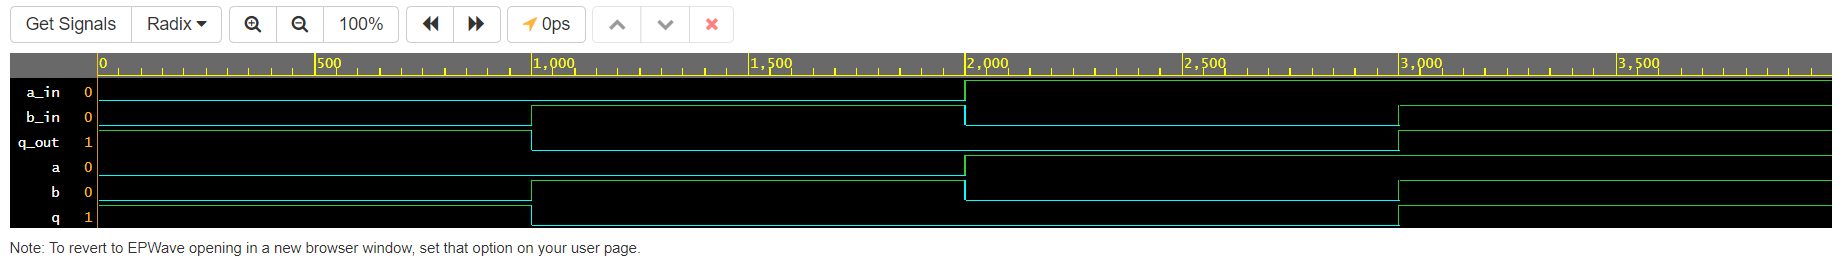 Get Signals Radix 100% 0ps
0 500 1,000 1,500 2,000 2,500 3,000 3,500
a_in 0
b_in 0
q_out 1
a 0
b 0
q 1
Note: To revert to EPWave opening in a new browser window, set that option on your user page.